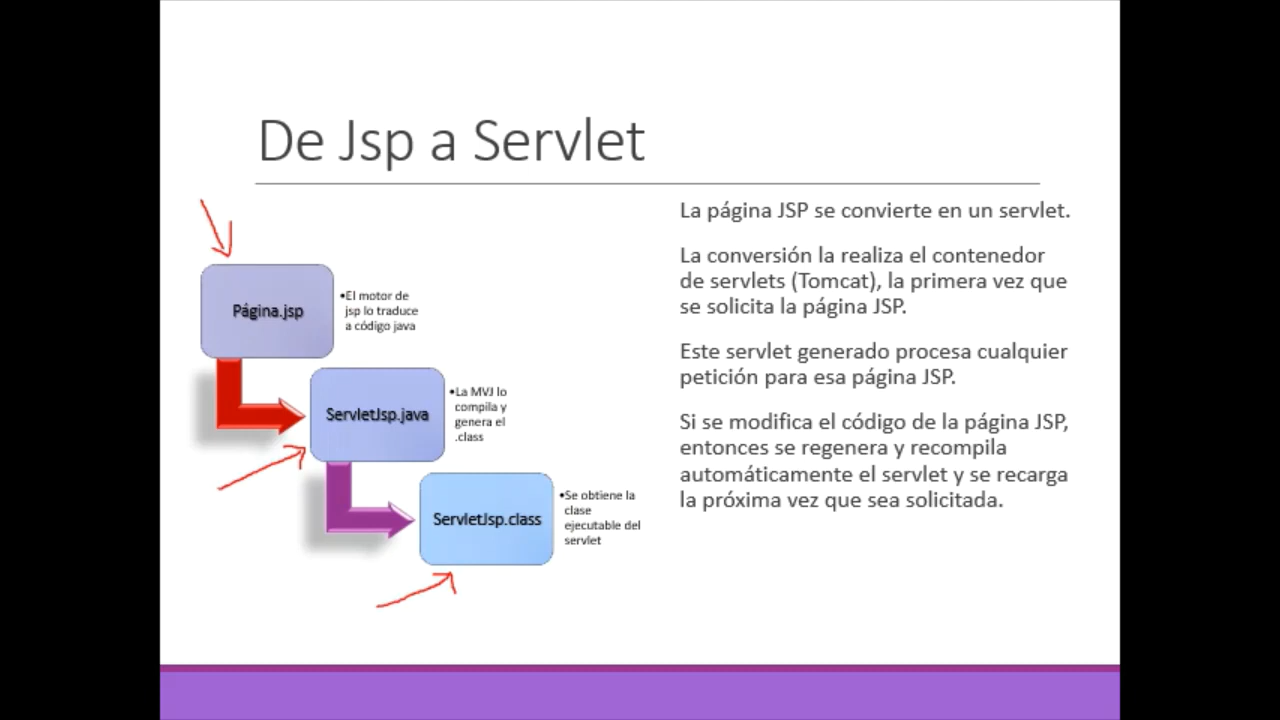 De Jsp a Servlet
Página.jsp
•El motor de
jsp lo traduce
a código java
ServletJsp.java
•La MVJ lo
compila y
genera el
.class
ServletJsp.class
•Se obtiene la
clase
ejecutable del
servlet
La página JSP se convierte en un servlet.
La conversión la realiza el contenedor
de servlets (Tomcat), la primera vez que
se solicita la página JSP.
Este servlet generado procesa cualquier
petición para esa página JSP.
Si se modifica el código de la página JSP,
entonces se regenera y recompila
automáticamente el servlet y se recarga
la próxima vez que sea solicitada.